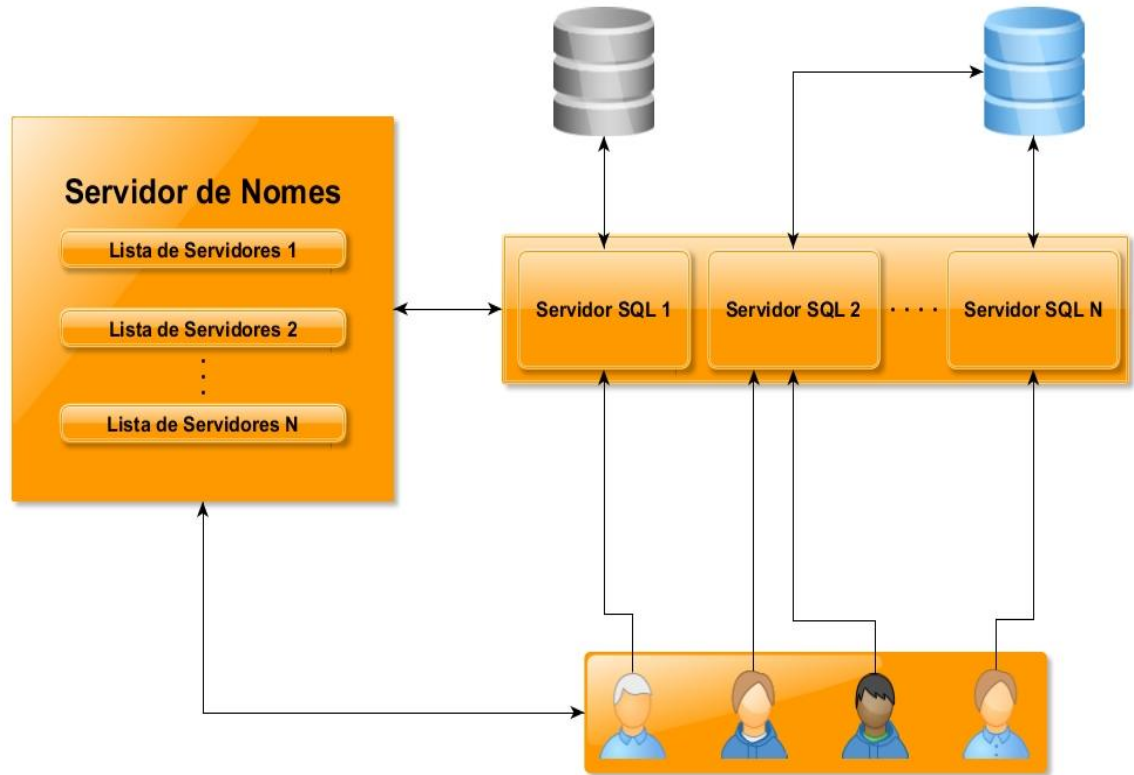 Servidor de Nomes
Lista de Servidores 1
Lista de Servidores 2
Lista de Servidores N
Servidor SQL 1
Servidor SQL 2
Servidor SQL N